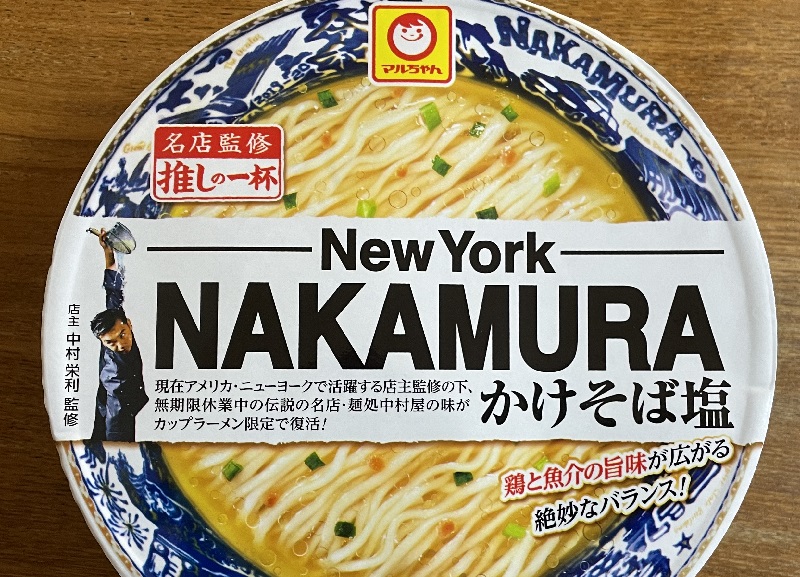 マルちゃん
NAKAMURA
名店監修
推しの一杯
New York
NAKAMURA
店主 中村栄利 監修
現在アメリカ・ニューヨークで活躍する店主監修の下、
無期限休業中の伝説の名店・麺処中村屋の味が
カップラーメン限定で復活!
かけそば塩
鶏と魚介の旨味が広がる
絶妙なバランス!